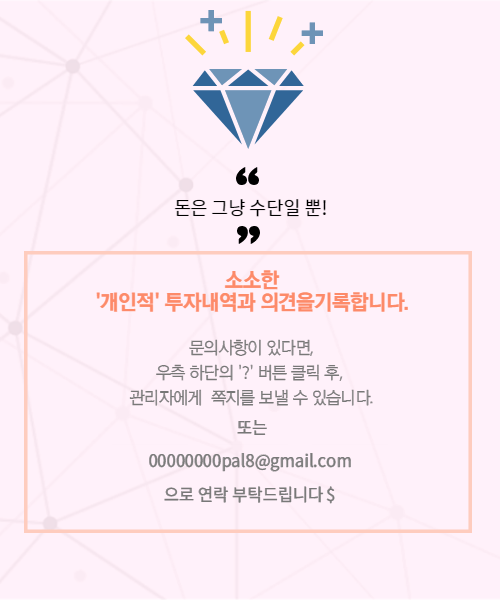 ❝
돈은 그냥 수단일 뿐!
❞
소소한
'개인적' 투자내역과 의견을기록합니다.
문의사항이 있다면,
우측 하단의 '?' 버튼 클릭 후,
관리자에게 쪽지를 보낼 수 있습니다.
또는
00000000pal8@gmail.com
으로 연락 부탁드립니다 $